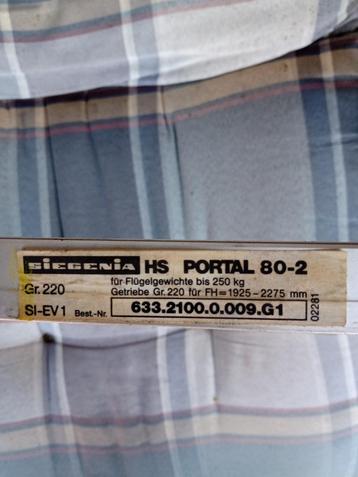 SIEGENIA HS PORTAL 80-2
Gr. 220 für Flügelgewichte bis 250 kg
Getriebe Gr. 220 für FH = 1925 - 2275 mm
SI-EV1 Best.-Nr. 633.2100.0.009.G1
02281